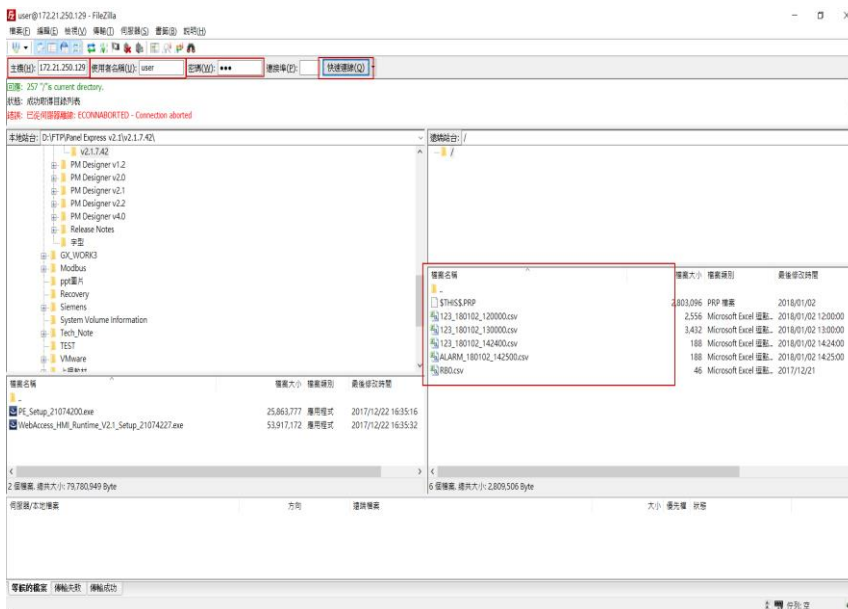 user@172.21.250.129 - FileZilla
檔案(F) 編輯(E) 檢視(V) 傳輸(T) 伺服器(S) 書籤(B) 說明(H)
主機(H): 172.21.250.129 使用者名稱(U): user 密碼(W): ●●● 連接埠(P): 快速連線(Q)
回應: 257 "/" is current directory.
狀態: 成功取得目錄列表
錯誤: 已從伺服器離線: ECONNABORTED - Connection aborted
本地站台: D:\FTP\Panel Express v2.1\v2.1.7.42\
v2.1.7.42
PM Designer v1.2
PM Designer v2.0
PM Designer v2.1
PM Designer v2.2
PM Designer v4.0
Release Notes
字型
GX_WORK3
Modbus
ppt圖片
Recovery
Siemens
System Volume Information
Tech_Note
TEST
VMware
檔案名稱 檔案大小 檔案類別 最後修改時間
..
PE_Setup_21074200.exe 25,863,777 應用程式 2017/12/22 16:35:16
WebAccess_HMI_Runtime_V2.1_Setup_21074227.exe 53,917,172 應用程式 2017/12/22 16:35:32
2 個檔案, 總共大小: 79,780,949 Byte
遠端站台: /
/
檔案名稱 檔案大小 檔案類別 最後修改時間
..
$THIS$.PRP 2,803,096 PRP 檔案 2018/01/02
123_180102_120000.csv 2,556 Microsoft Excel 逗點... 2018/01/02 12:00:00
123_180102_130000.csv 3,432 Microsoft Excel 逗點... 2018/01/02 13:00:00
123_180102_142400.csv 188 Microsoft Excel 逗點... 2018/01/02 14:24:00
ALARM_180102_142500.csv 188 Microsoft Excel 逗點... 2018/01/02 14:25:00
RB0.csv 46 Microsoft Excel 逗點... 2017/12/21
6 個檔案, 總共大小: 2,809,506 Byte
伺服器/本地檔案 方向 遠端檔案 大小 優先權 狀態
等候的檔案 傳輸失敗 傳輸成功
佇列: 空